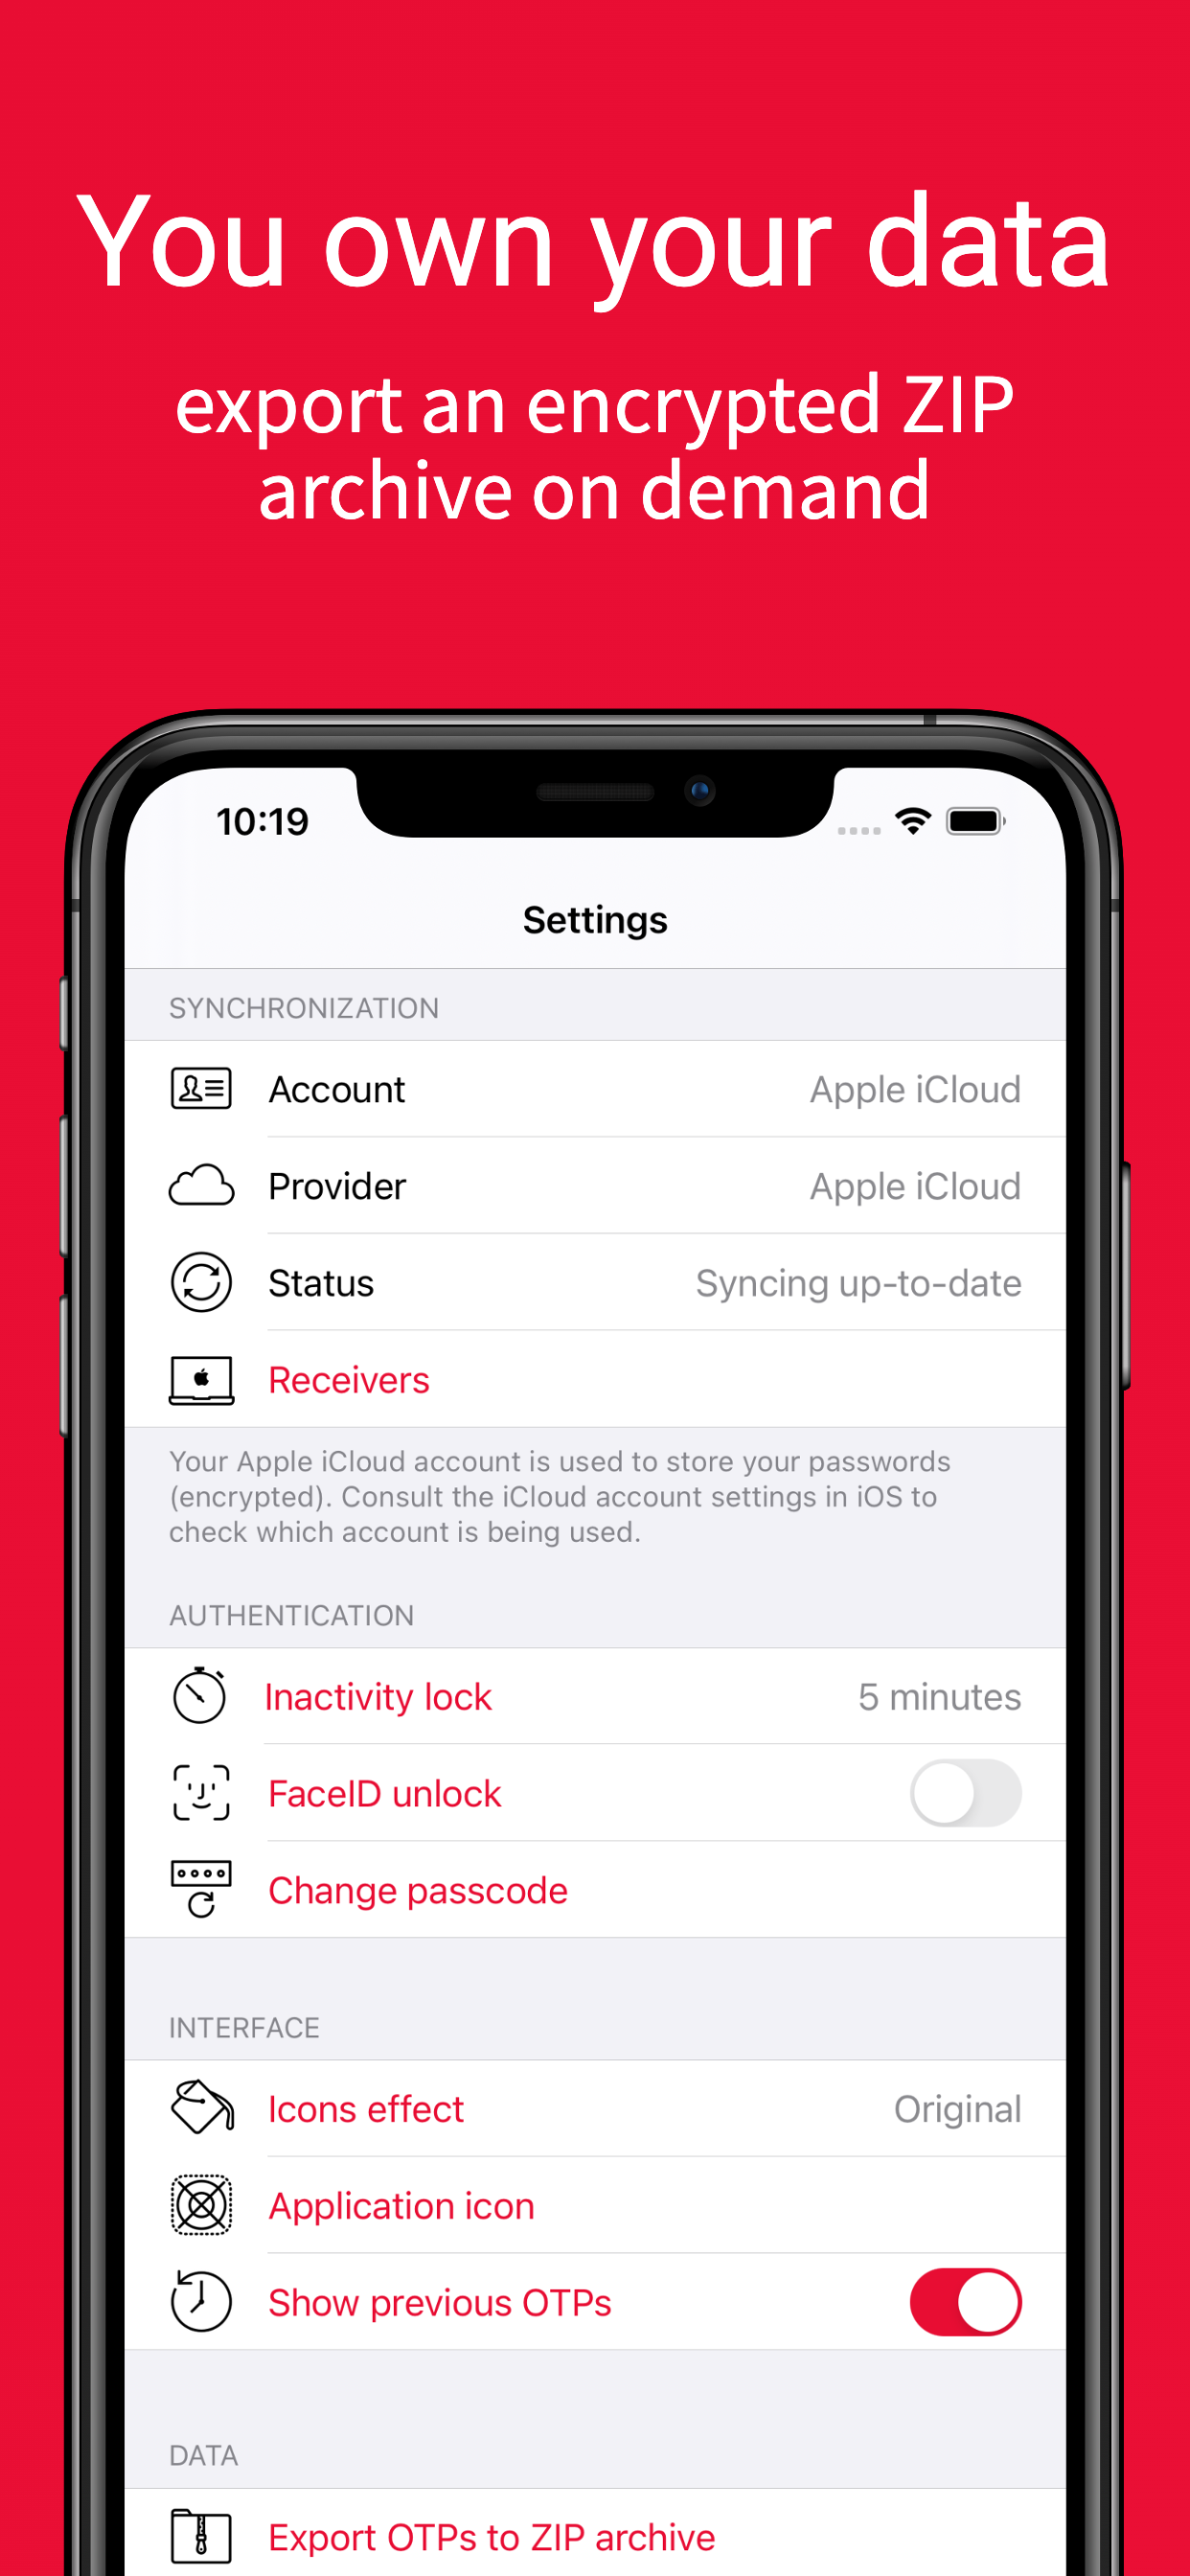 You own your data
export an encrypted ZIP
archive on demand
10:19
Settings
SYNCHRONIZATION
Account Apple iCloud
Provider Apple iCloud
Status Syncing up-to-date
Receivers
Your Apple iCloud account is used to store your passwords
(encrypted). Consult the iCloud account settings in iOS to
check which account is being used.
AUTHENTICATION
Inactivity lock 5 minutes
FaceID unlock
Change passcode
INTERFACE
Icons effect Original
Application icon
Show previous OTPs
DATA
Export OTPs to ZIP archive